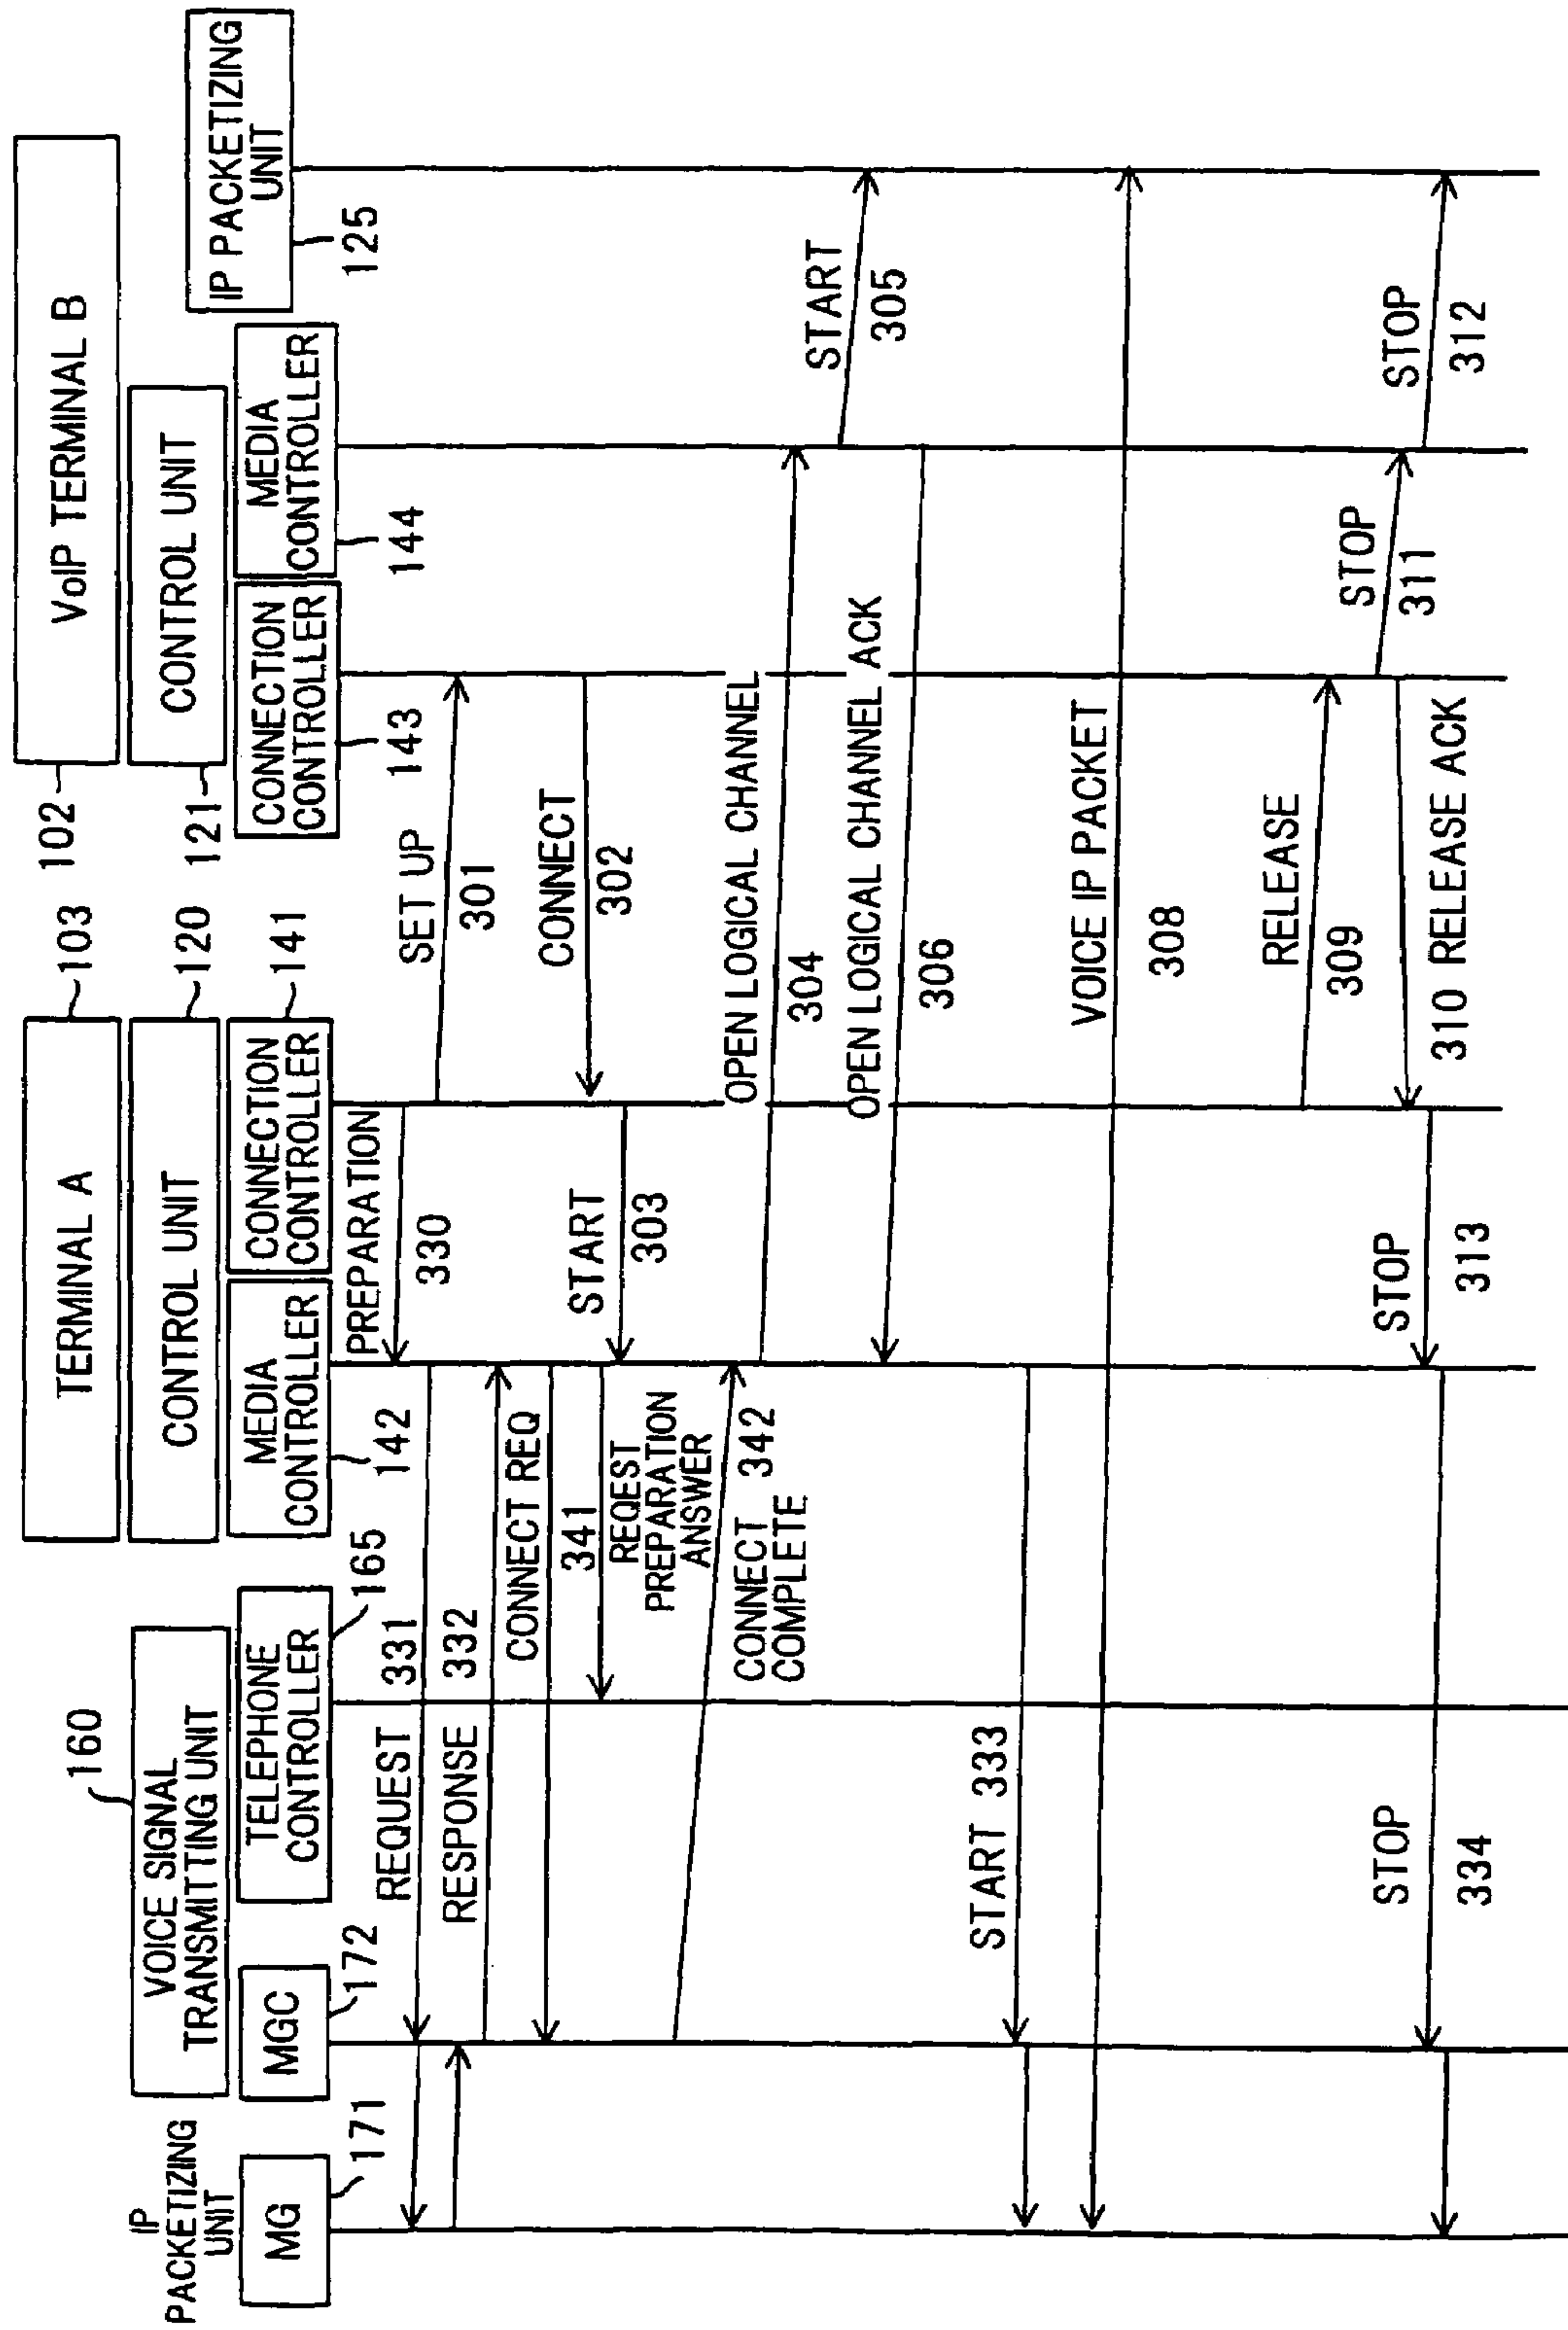 IP
PACKETIZING
UNIT
MG
171
160
VOICE SIGNAL
TRANSMITTING UNIT
MGC
172
TELEPHONE
CONTROLLER
165
TERMINAL A
103
CONTROL UNIT
120
MEDIA
CONTROLLER
142
CONNECTION
CONTROLLER
141
102
VoIP TERMINAL B
121
CONTROL UNIT
CONNECTION
CONTROLLER
143
MEDIA
CONTROLLER
144
IP PACKETIZING
UNIT
125
PREPARATION
330
REQUEST 331
SET UP
301
RESPONSE 332
CONNECT REQ
341
CONNECT
302
START
303
REQEST
PREPARATION
ANSWER
CONNECT 342
COMPLETE
OPEN LOGICAL CHANNEL
304
START
305
OPEN LOGICAL CHANNEL ACK
306
START 333
VOICE IP PACKET
308
RELEASE
309
STOP
311
310 RELEASE ACK
STOP
312
STOP
313
STOP
334